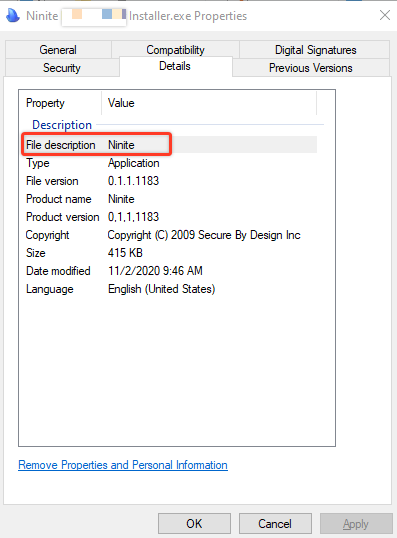 Ninite Installer.exe Properties
General Compatibility Digital Signatures
Security Details Previous Versions
Property Value
Description
File description Ninite
Type Application
File version 0.1.1.1183
Product name Ninite
Product version 0,1,1,1183
Copyright Copyright (C) 2009 Secure By Design Inc
Size 415 KB
Date modified 11/2/2020 9:46 AM
Language English (United States)
Remove Properties and Personal Information
OK Cancel Apply